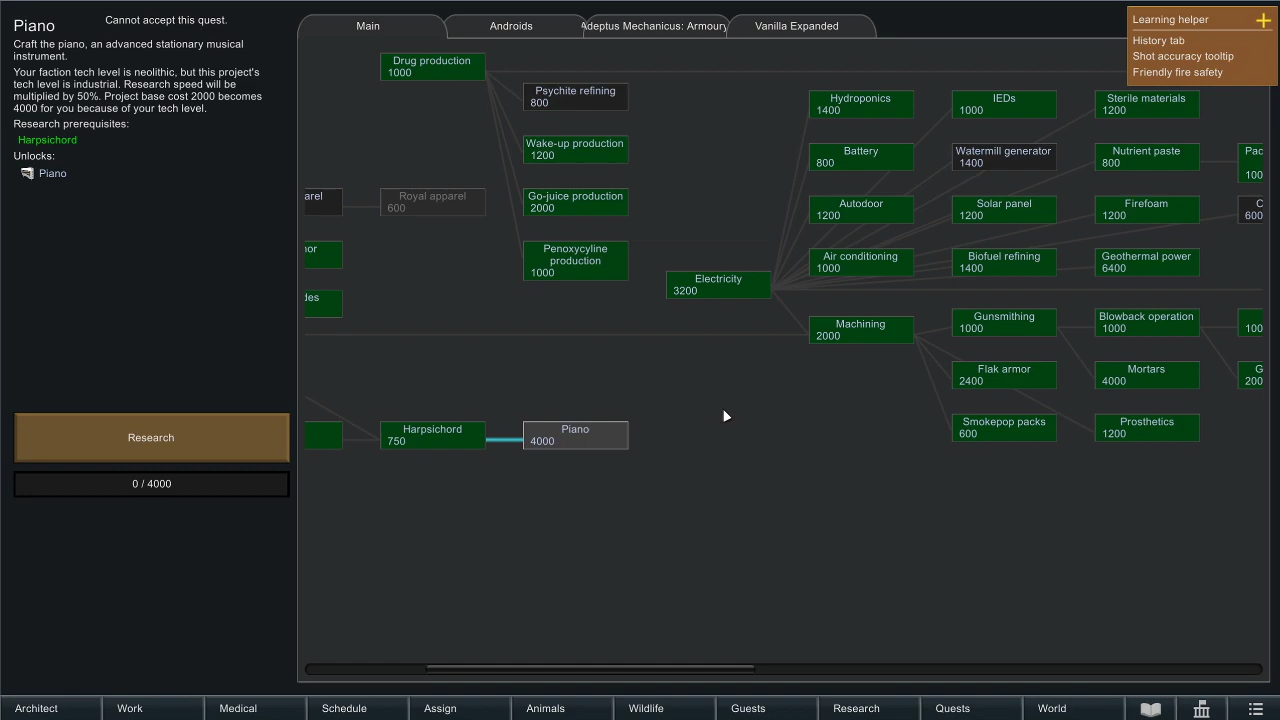 Piano
Cannot accept this quest.
Craft the piano, an advanced stationary musical
instrument.
Your faction tech level is neolithic, but this project's
tech level is industrial. Research speed will be
multiplied by 50%. Project base cost 2000 becomes
4000 for you because of your tech level.
Research prerequisites:
Harpsichord
Unlocks:
Piano
Research
0 / 4000
Main
Androids
Adeptus Mechanicus: Armoury
Vanilla Expanded
Learning helper
History tab
Shot accuracy tooltip
Friendly fire safety
Drug production
1000
Psychite refining
800
Wake-up production
1200
Go-juice production
2000
Penoxycyline
production
1000
arel
Royal apparel
600
nor
des
Electricity
3200
Hydroponics
1400
Battery
800
Autodoor
1200
Air conditioning
1000
Machining
2000
IEDs
1000
Watermill generator
1400
Solar panel
1200
Biofuel refining
1400
Gunsmithing
1000
Flak armor
2400
Smokepop packs
600
Sterile materials
1200
Nutrient paste
800
Firefoam
1200
Geothermal power
6400
Blowback operation
1000
Mortars
4000
Prosthetics
1200
Pac
100
C
600
100
G
200
Harpsichord
750
Piano
4000
Architect
Work
Medical
Schedule
Assign
Animals
Wildlife
Guests
Research
Quests
World